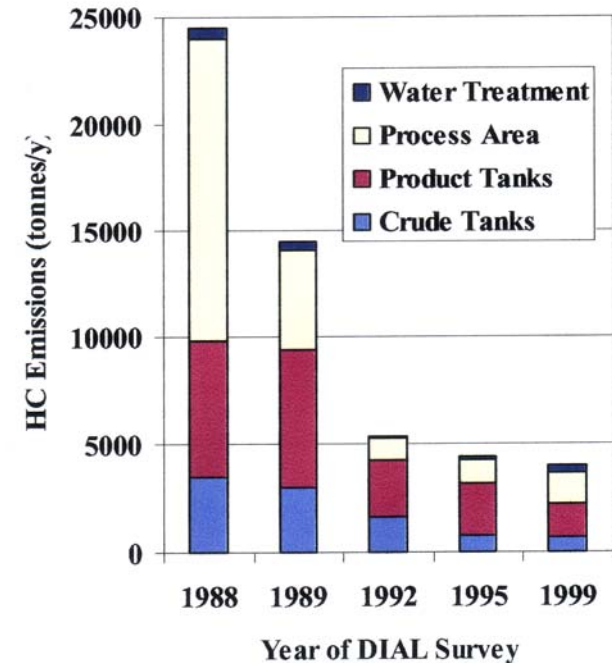 25000
20000
15000
10000
5000
0
HC Emissions (tonnes/y)
Water Treatment
Process Area
Product Tanks
Crude Tanks
1988 1989 1992 1995 1999
Year of DIAL Survey